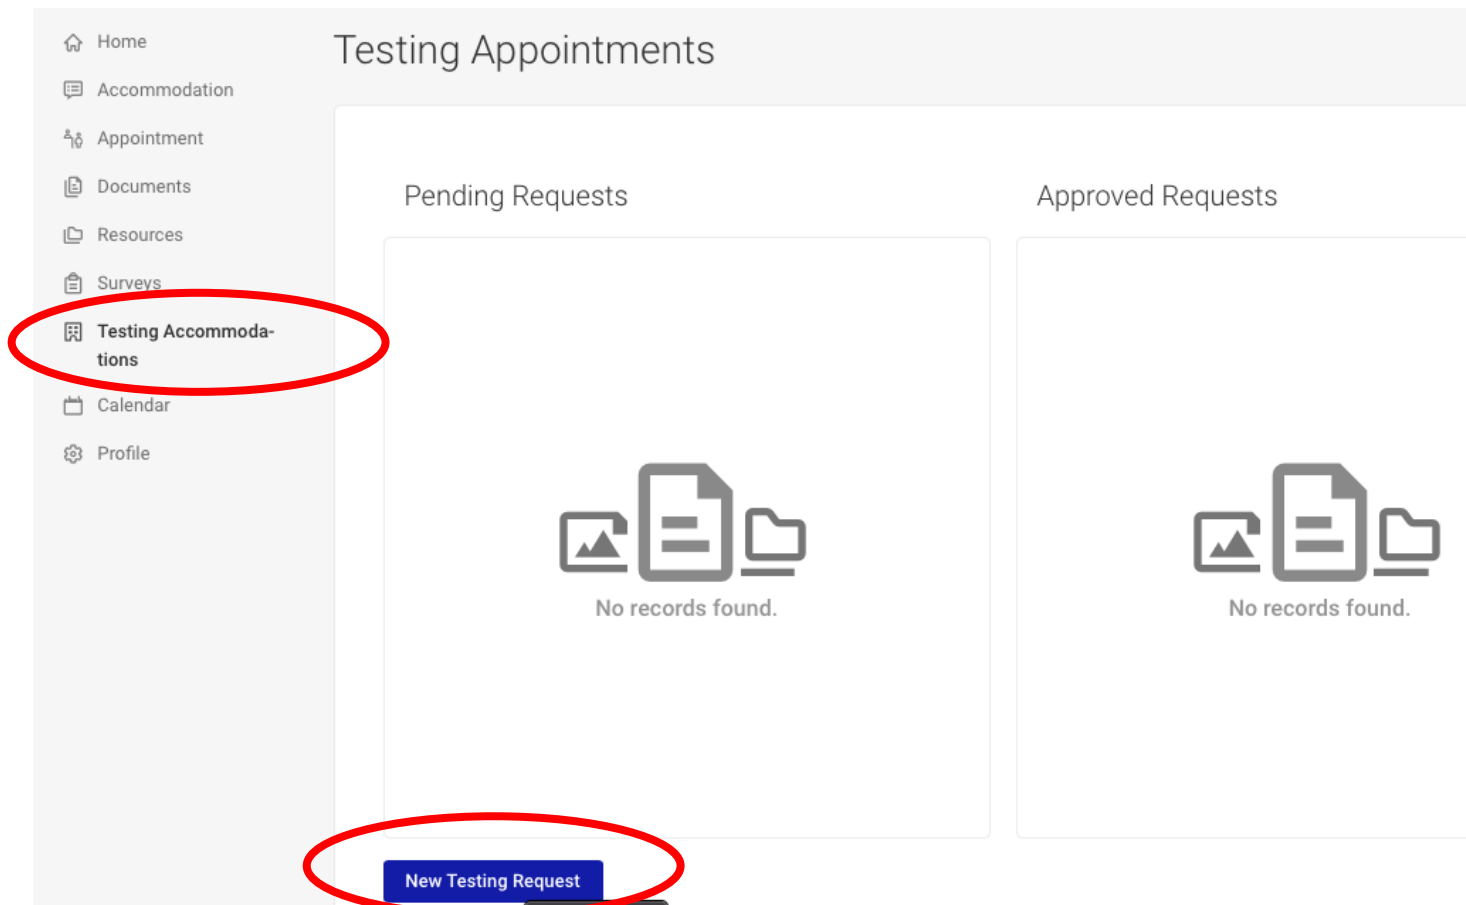 Home
Accommodation
Appointment
Documents
Resources
Surveys
Testing Accommoda-
tions
Calendar
Profile
Testing Appointments
Pending Requests
No records found.
New Testing Request
Approved Requests
No records found.